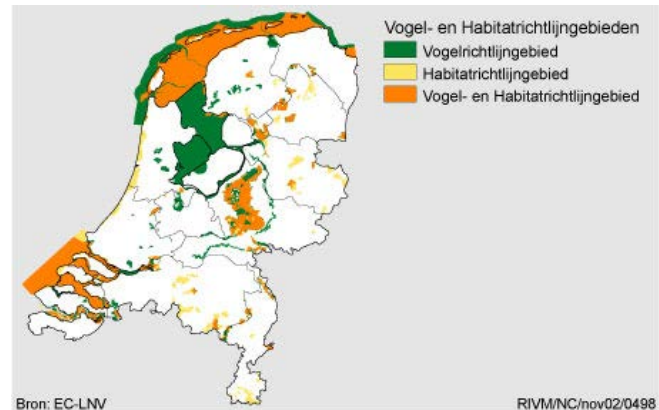 Vogel- en Habitatrichtlijngebieden
Vogelrichtlijngebied
Habitatrichtlijngebied
Vogel- en Habitatrichtlijngebied
Bron: EC-LNV
RIVM/NC/nov02/0498